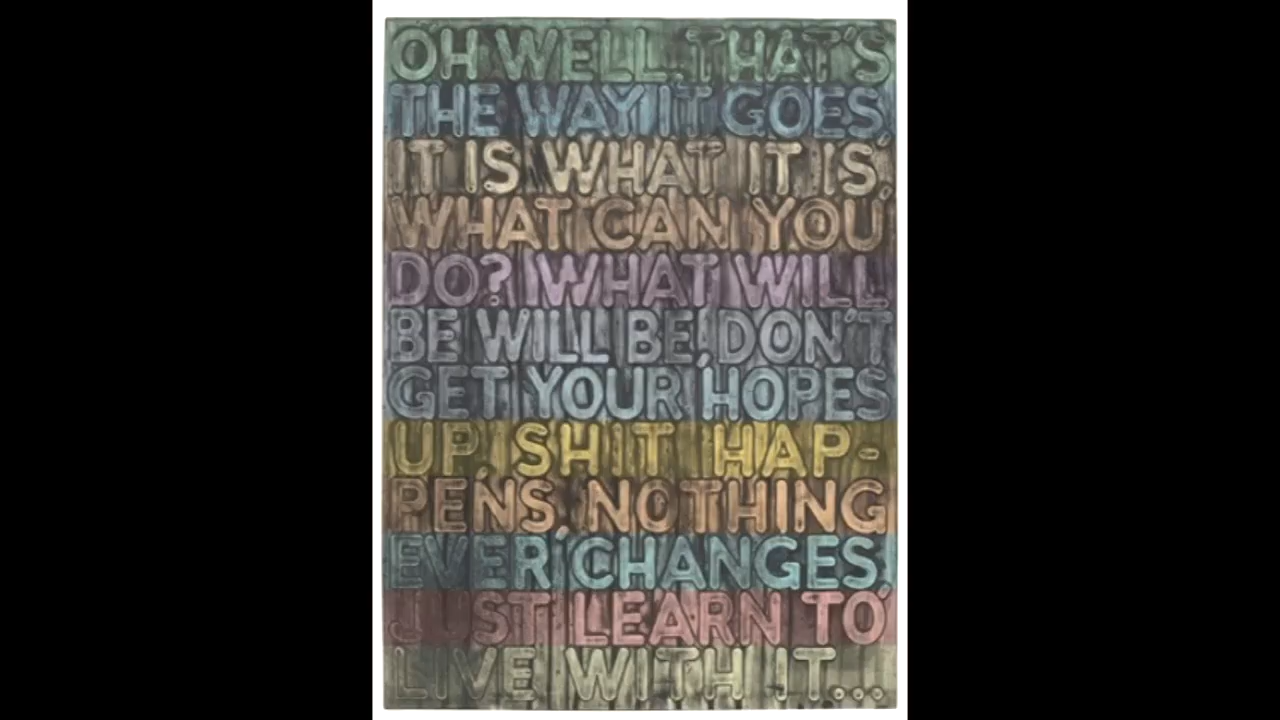 OH WELL, THAT'S
THE WAY IT GOES,
IT IS WHAT IT IS,
WHAT CAN YOU
DO? WHAT WILL
BE WILL BE, DON'T
GET YOUR HOPES
UP, SHIT HAP-
PENS, NOTHING
EVER CHANGES,
JUST LEARN TO
LIVE WITH IT...